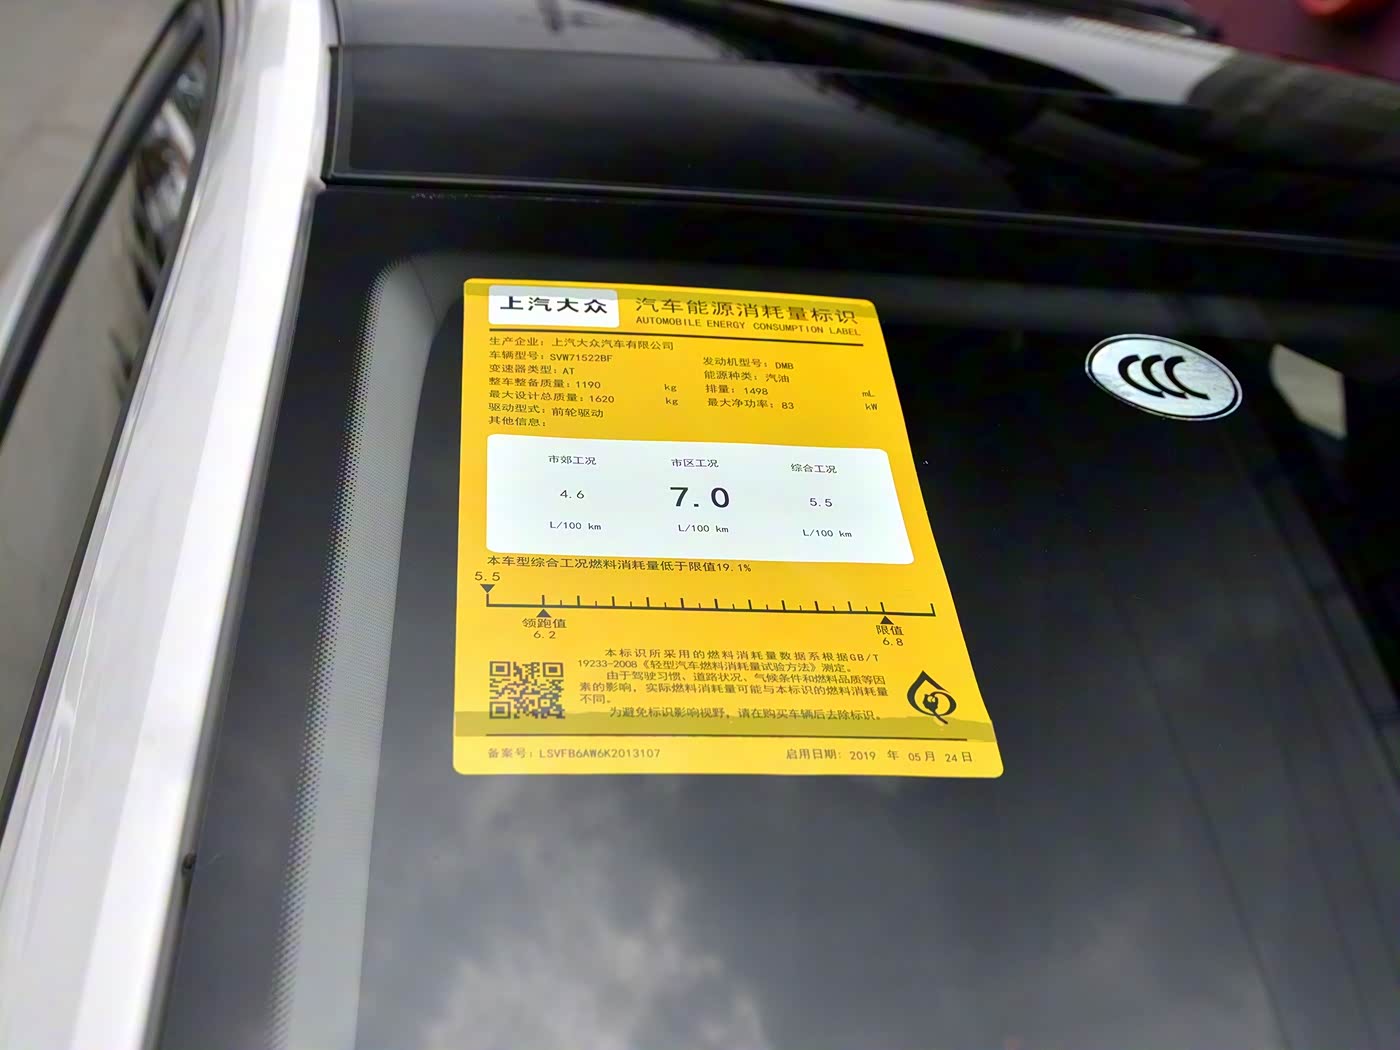 上汽大众
汽车能源消耗量标识
AUTOMOBILE ENERGY CONSUMPTION LABEL
生产企业：上汽大众汽车有限公司
车辆型号：SVW71522BF 发动机型号：DMB
变速器类型：AT 能源种类：汽油
整车整备质量：1190 kg 排量：1498 mL
最大设计总质量：1620 kg 最大净功率：83 kW
驱动型式：前轮驱动
其他信息：
市郊工况 市区工况 综合工况
4.6 7.0 5.5
L/100 km L/100 km L/100 km
本车型综合工况燃料消耗量低于限值19.1%
5.5
领跑值 限值
6.2 6.8
本标识所采用的燃料消耗量数据系根据GB/T
19233-2008《轻型汽车燃料消耗量试验方法》测定。
由于驾驶习惯、道路状况、气候条件和燃料品质等因
素的影响，实际燃料消耗量可能与本标识的燃料消耗量
不同。
为避免标识影响视野，请在购买车辆后去除标识。
备案号：LSVFB6AW6K2013107 启用日期：2019 年 05月 24日
CCC